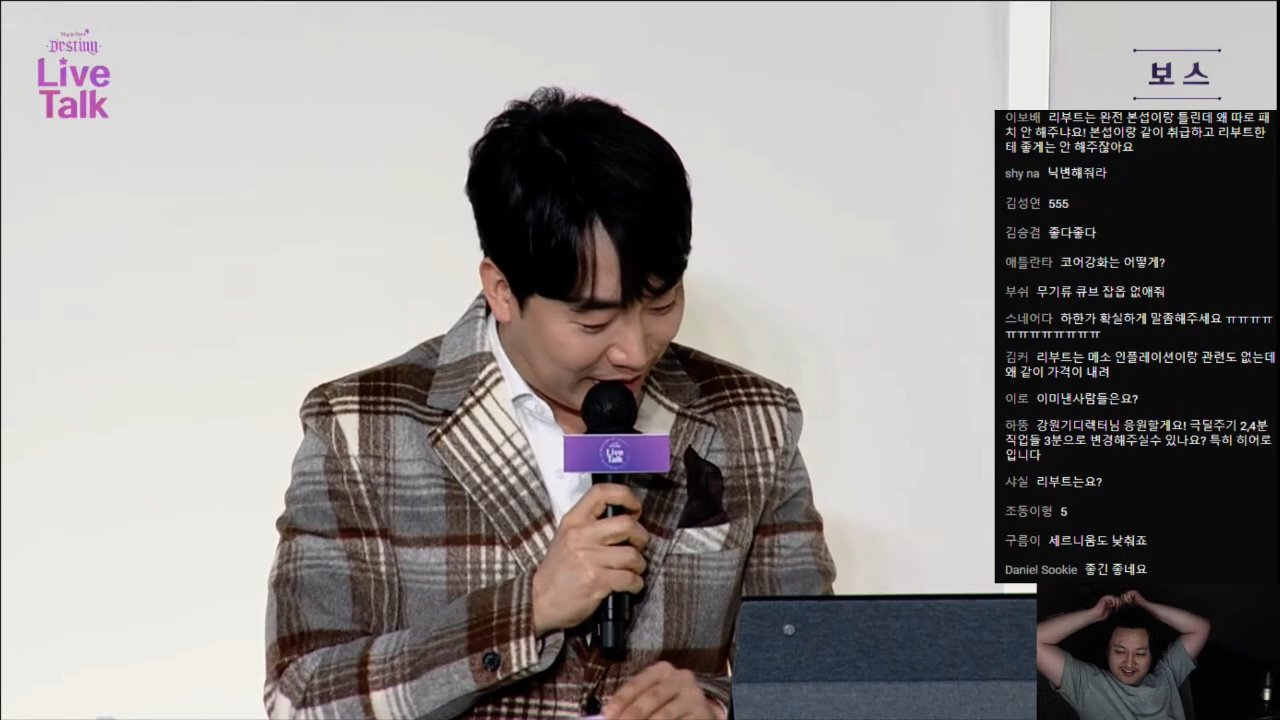 MapleStory
Destiny
Live
Talk
보스
이보배 리부트는 완전 본섭이랑 틀린데 왜 따로 패
치 안 해주냐요! 본섭이랑 같이 취급하고 리부트한
테 좋게는 안 해주잖아요
shy na 닉변해줘라
김성연 555
김승겸 좋다좋다
애틀란타 코어강화는 어떻게?
부쉬 무기류 큐브 잡옵 없애줘
스네어다 하한가 확실하게 말좀해주세요 ㅠㅠㅠㅠ
ㅠㅠㅠㅠㅠㅠㅠㅠ
김커 리부트는 메소 인플레이션이랑 관련도 없는데
왜 같이 가격이 내려
이로 이미낸사람들은요?
하뚱 강원기디랙터님 응원할게요! 극딜주기 2,4분
직업들 3분으로 변경해주실수 있나요? 특히 히어로
입니다
샤실 리부트는요?
조동이형 5
구름이 세르니움도 낮춰죠
Daniel Sookie 좋긴 좋네요
Live
Talk